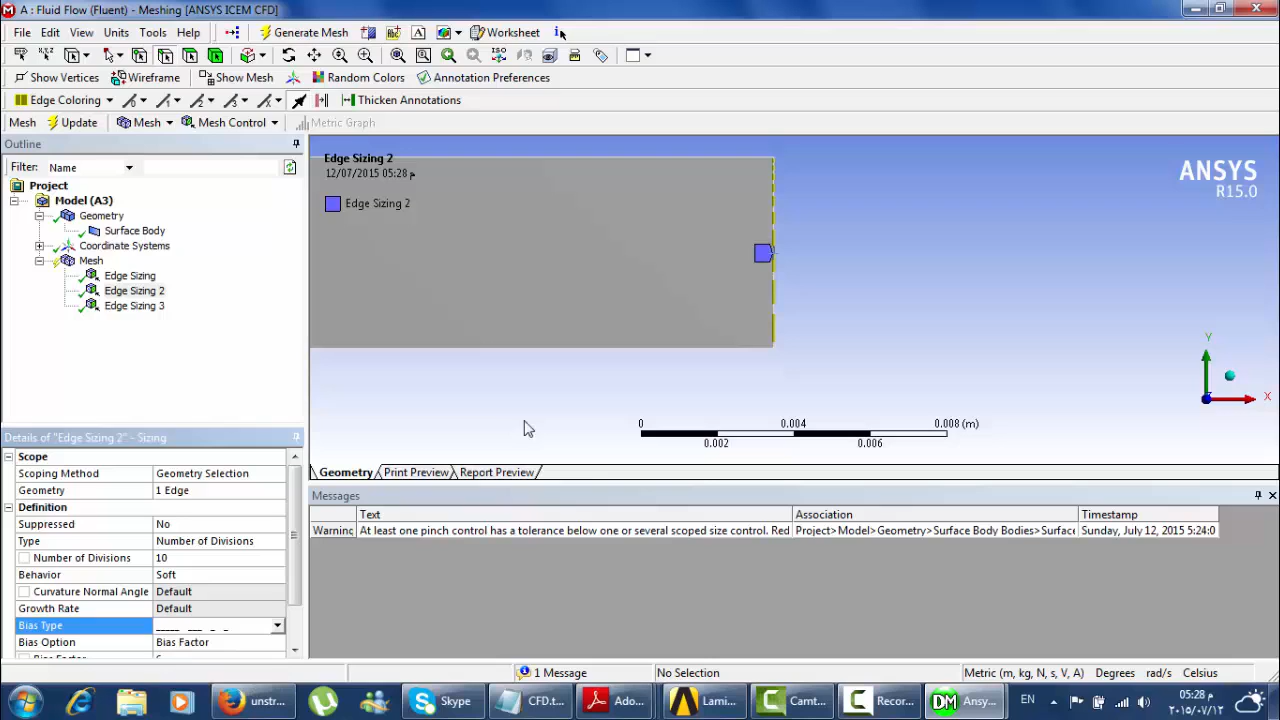 A : Fluid Flow (Fluent) - Meshing [ANSYS ICEM CFD]
File Edit View Units Tools Help Generate Mesh Worksheet
Show Vertices Wireframe Show Mesh Random Colors Annotation Preferences
Edge Coloring Thicken Annotations
Mesh Update Mesh Mesh Control Metric Graph
Outline
Filter: Name
Project
Model (A3)
Geometry
Surface Body
Coordinate Systems
Mesh
Edge Sizing
Edge Sizing 2
Edge Sizing 3
Edge Sizing 2
12/07/2015 05:28 م
Edge Sizing 2
ANSYS
R15.0
Y
X
0 0.004 0.008 (m)
0.002 0.006
Geometry Print Preview Report Preview
Details of "Edge Sizing 2" - Sizing
Scope
Scoping Method Geometry Selection
Geometry 1 Edge
Definition
Suppressed No
Type Number of Divisions
Number of Divisions 10
Behavior Soft
Curvature Normal Angle Default
Growth Rate Default
Bias Type
Bias Option Bias Factor
Messages
Text Association Timestamp
Warning At least one pinch control has a tolerance below one or several scoped size control. Red Project>Model>Geometry>Surface Body Bodies>Surface Sunday, July 12, 2015 5:24:0
1 Message No Selection Metric (m, kg, N, s, V, A) Degrees rad/s Celsius
unstr... Skype CFD.t... Ado... Lami... Camt... Recor... Ansy... EN
05:28 م
٢٠١٥/٠٧/١٢